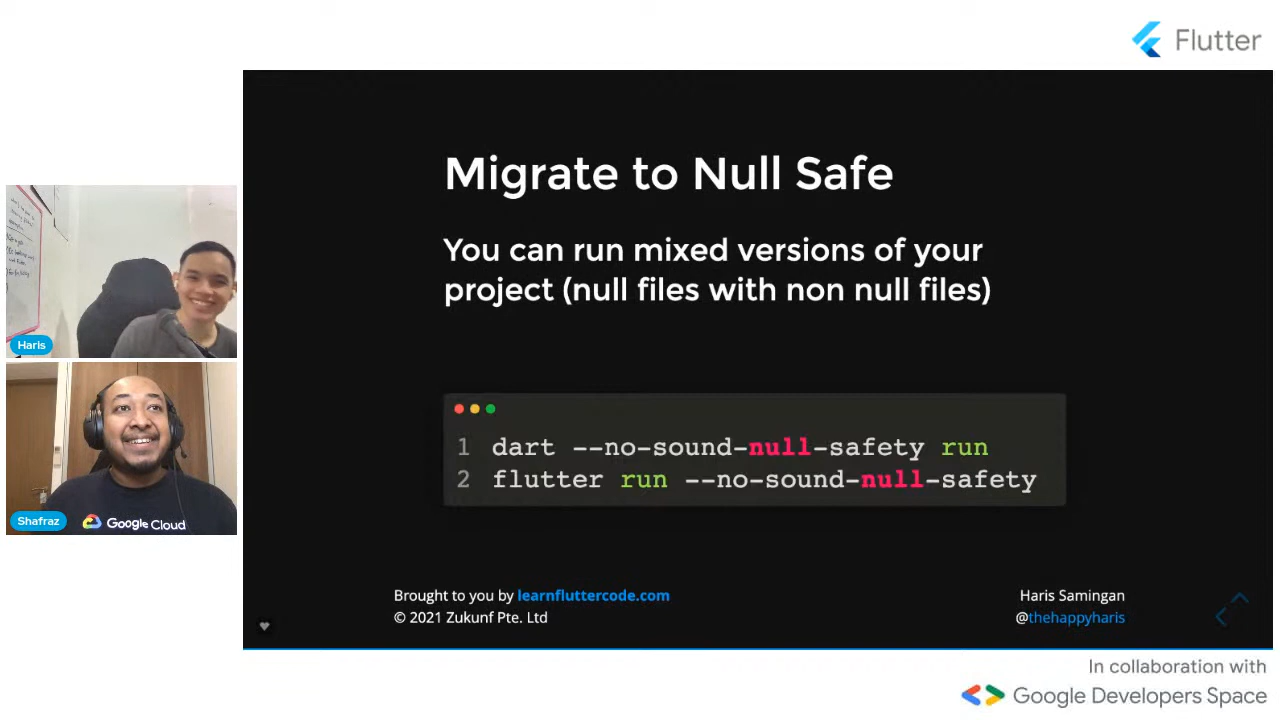 Flutter
Migrate to Null Safe
You can run mixed versions of your
project (null files with non null files)
1 dart --no-sound-null-safety run
2 flutter run --no-sound-null-safety
Brought to you by learnfluttercode.com
© 2021 Zukunf Pte. Ltd
Haris Samingan
@thehappyharis
Haris
Google Cloud
Shafraz
In collaboration with
Google Developers Space